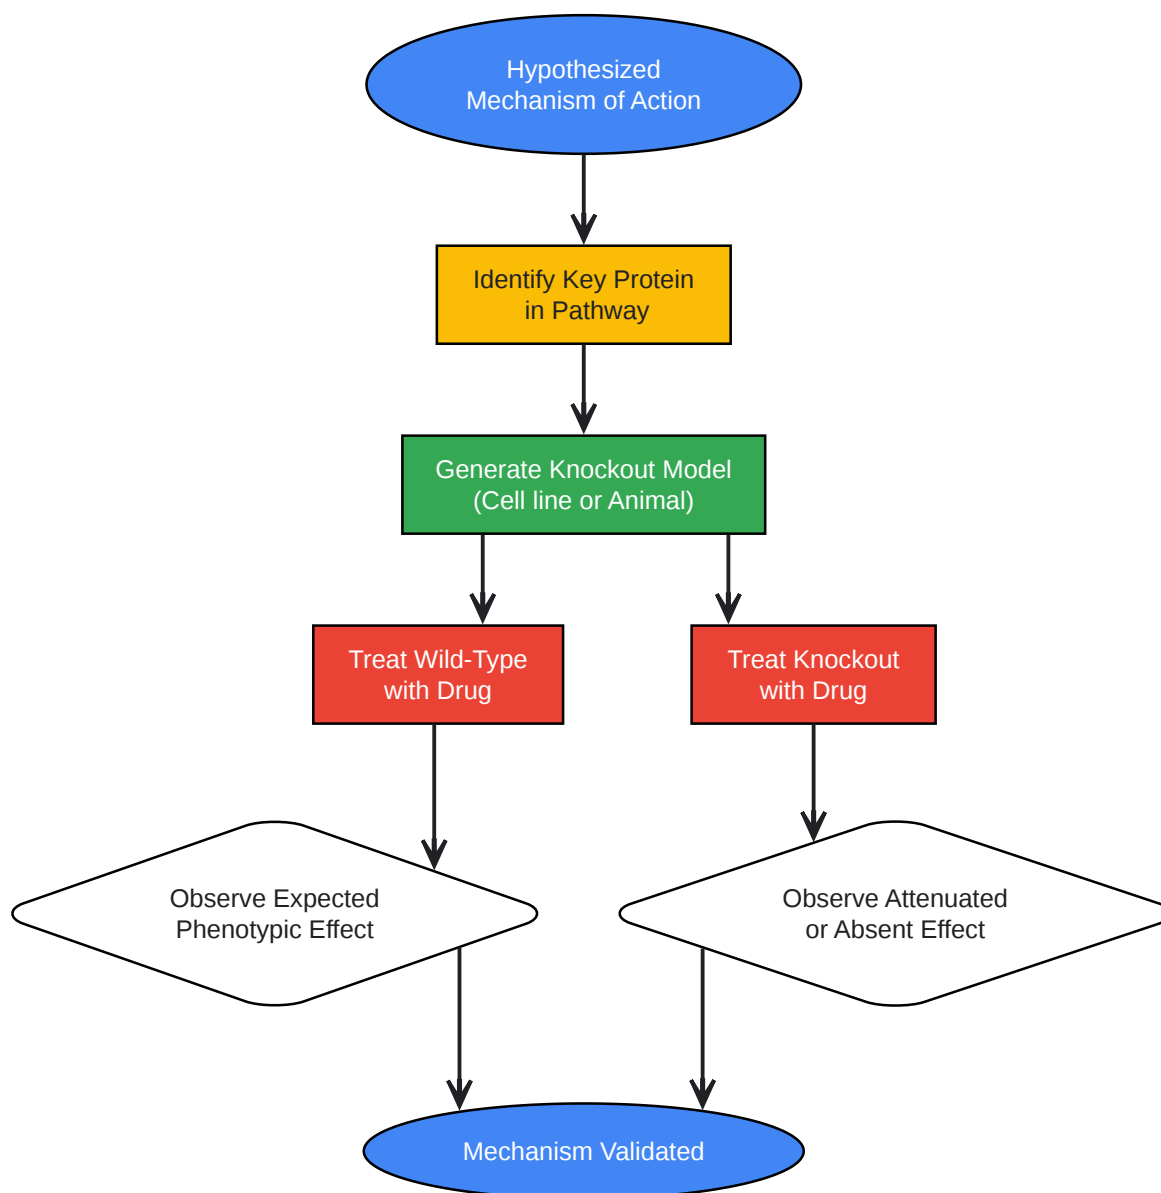 Hypothesized
Mechanism of Action
Identify Key Protein
in Pathway
Generate Knockout Model
(Cell line or Animal)
Treat Wild-Type
with Drug
Treat Knockout
with Drug
Observe Expected
Phenotypic Effect
Observe Attenuated
or Absent Effect
Mechanism Validated